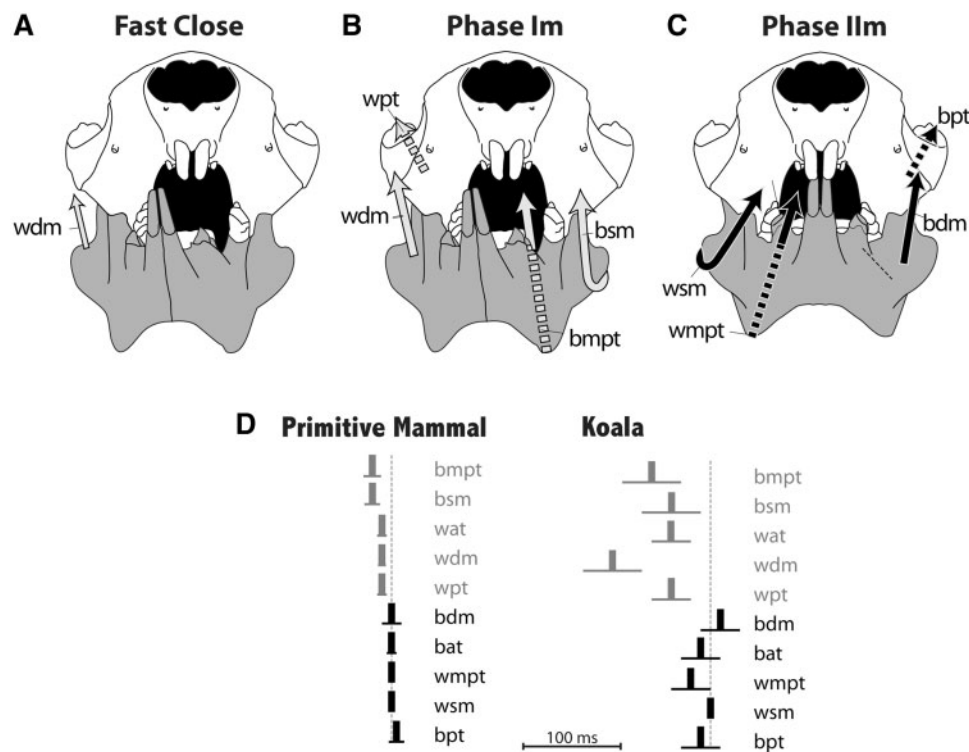 A Fast Close
B Phase Im
C Phase IIm
wpt
bpt
wdm
wdm
bsm
bdm
wsm
bmpt
wmpt
D Primitive Mammal Koala
bmpt bmpt
bsm bsm
wat wat
wdm wdm
wpt wpt
bdm bdm
bat bat
wmpt wmpt
wsm wsm
bpt 100 ms bpt